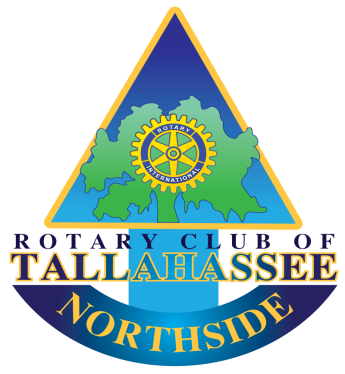 ROTARY
INTERNATIONAL
ROTARY CLUB OF
TALLAHASSEE
NORTHSIDE